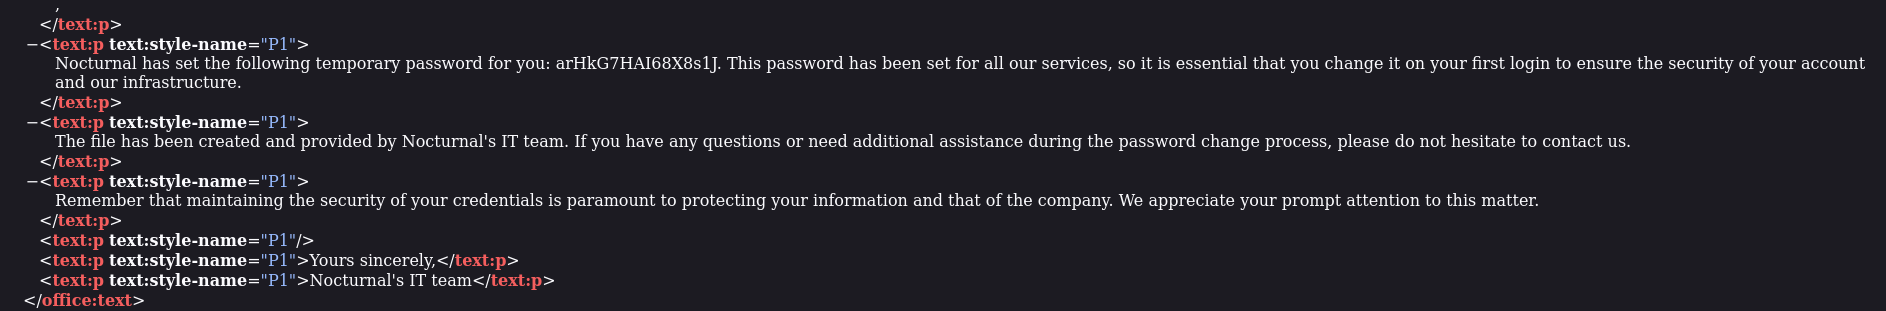 ,
</text:p>
−<text:p text:style-name="P1">
Nocturnal has set the following temporary password for you: arHkG7HAI68X8s1J. This password has been set for all our services, so it is essential that you change it on your first login to ensure the security of your account
and our infrastructure.
</text:p>
−<text:p text:style-name="P1">
The file has been created and provided by Nocturnal's IT team. If you have any questions or need additional assistance during the password change process, please do not hesitate to contact us.
</text:p>
−<text:p text:style-name="P1">
Remember that maintaining the security of your credentials is paramount to protecting your information and that of the company. We appreciate your prompt attention to this matter.
</text:p>
<text:p text:style-name="P1"/>
<text:p text:style-name="P1">Yours sincerely,</text:p>
<text:p text:style-name="P1">Nocturnal's IT team</text:p>
</office:text>